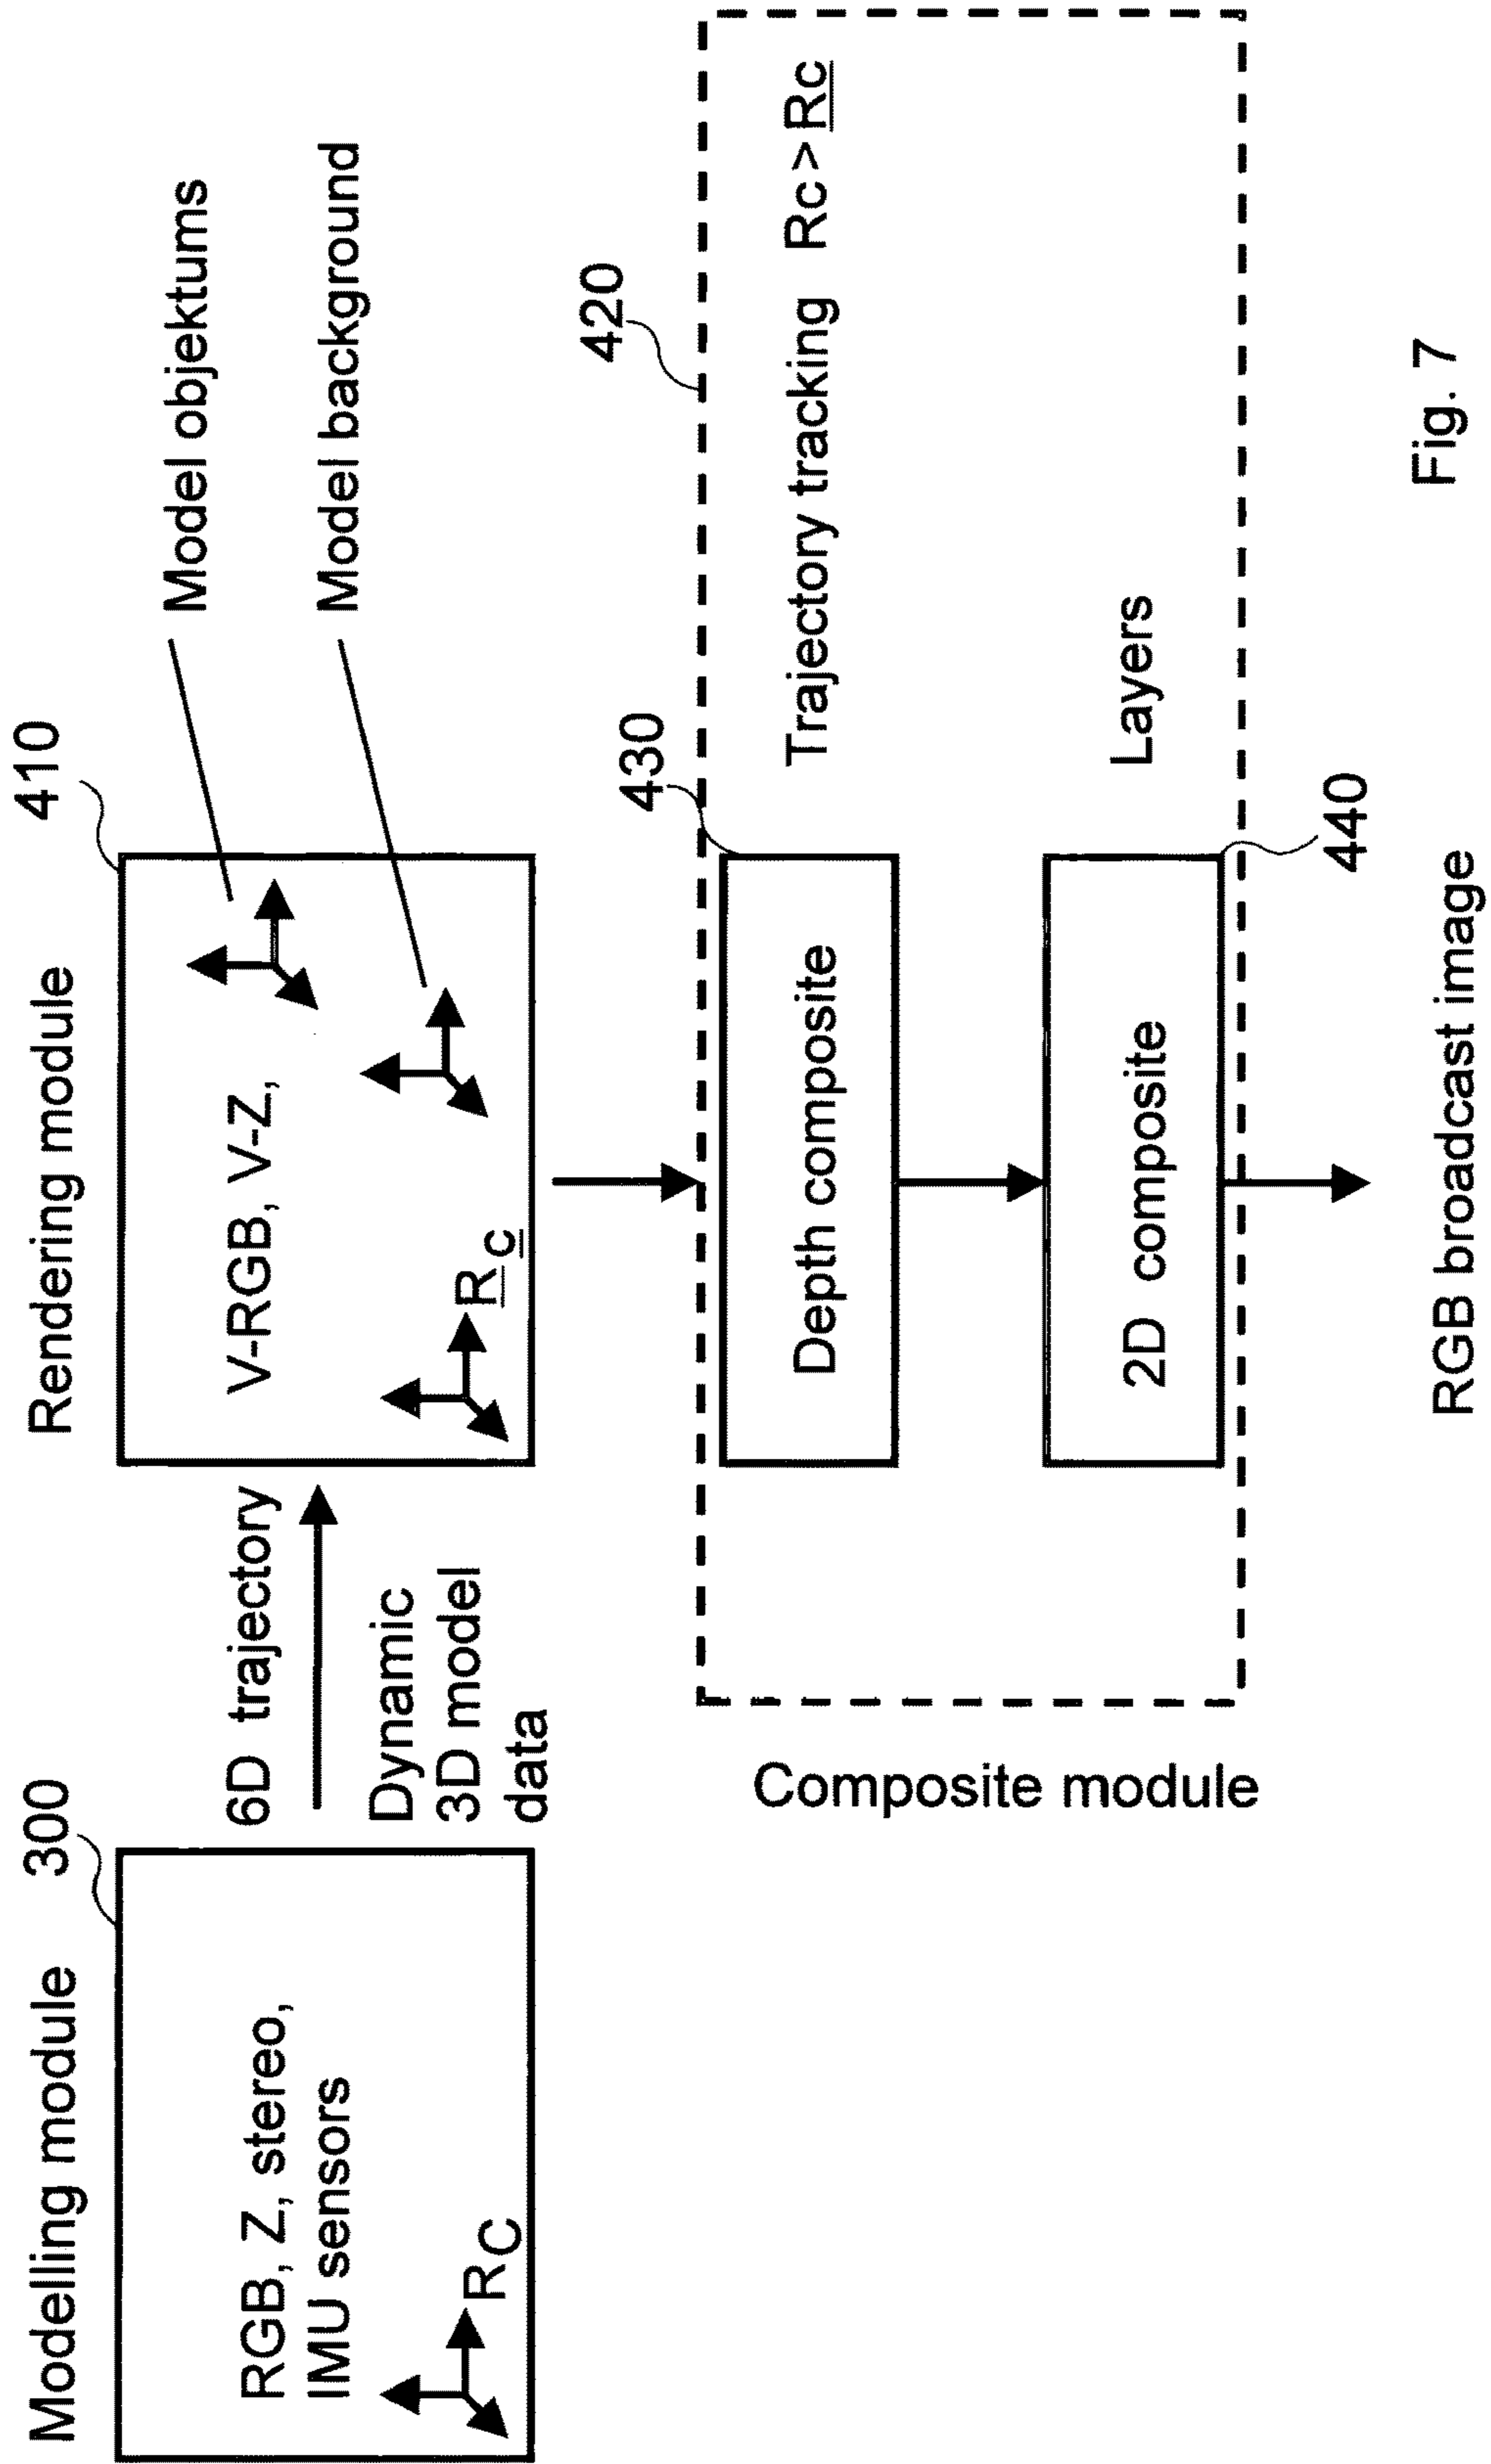 Modelling module
300
RGB, Z, stereo,
IMU sensors
RC
6D trajectory
Dynamic
3D model
data
Rendering module
410
V-RGB, V-Z,
Rc
Model objektums
Model background
Composite module
420
430
Depth composite
Trajectory tracking Rc>Rc
2D composite
Layers
440
RGB broadcast image
Fig. 7